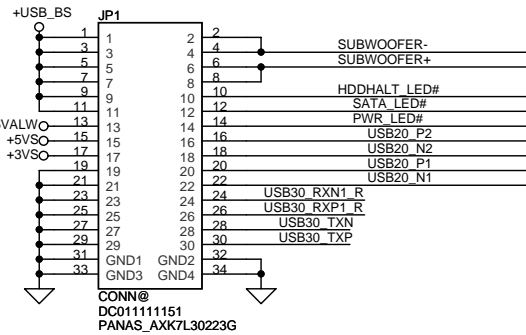 +USB_BS
JP1
1 1 2 2
3 3 4 4 SUBWOOFER-
5 5 6 6 SUBWOOFER+
7 7 8 8
9 9 10 10 HDDHALT_LED#
11 11 12 12 SATA_LED#
VALW 13 13 14 14 PWR_LED#
+5VS 15 15 16 16 USB20_P2
+3VS 17 17 18 18 USB20_N2
19 19 20 20 USB20_P1
21 21 22 22 USB20_N1
23 23 24 24 USB30_RXN1_R
25 25 26 26 USB30_RXP1_R
27 27 28 28 USB30_TXN
29 29 30 30 USB30_TXP
31 GND1 GND2 32
33 GND3 GND4 34
CONN@
DC011111151
PANAS_AXK7L30223G